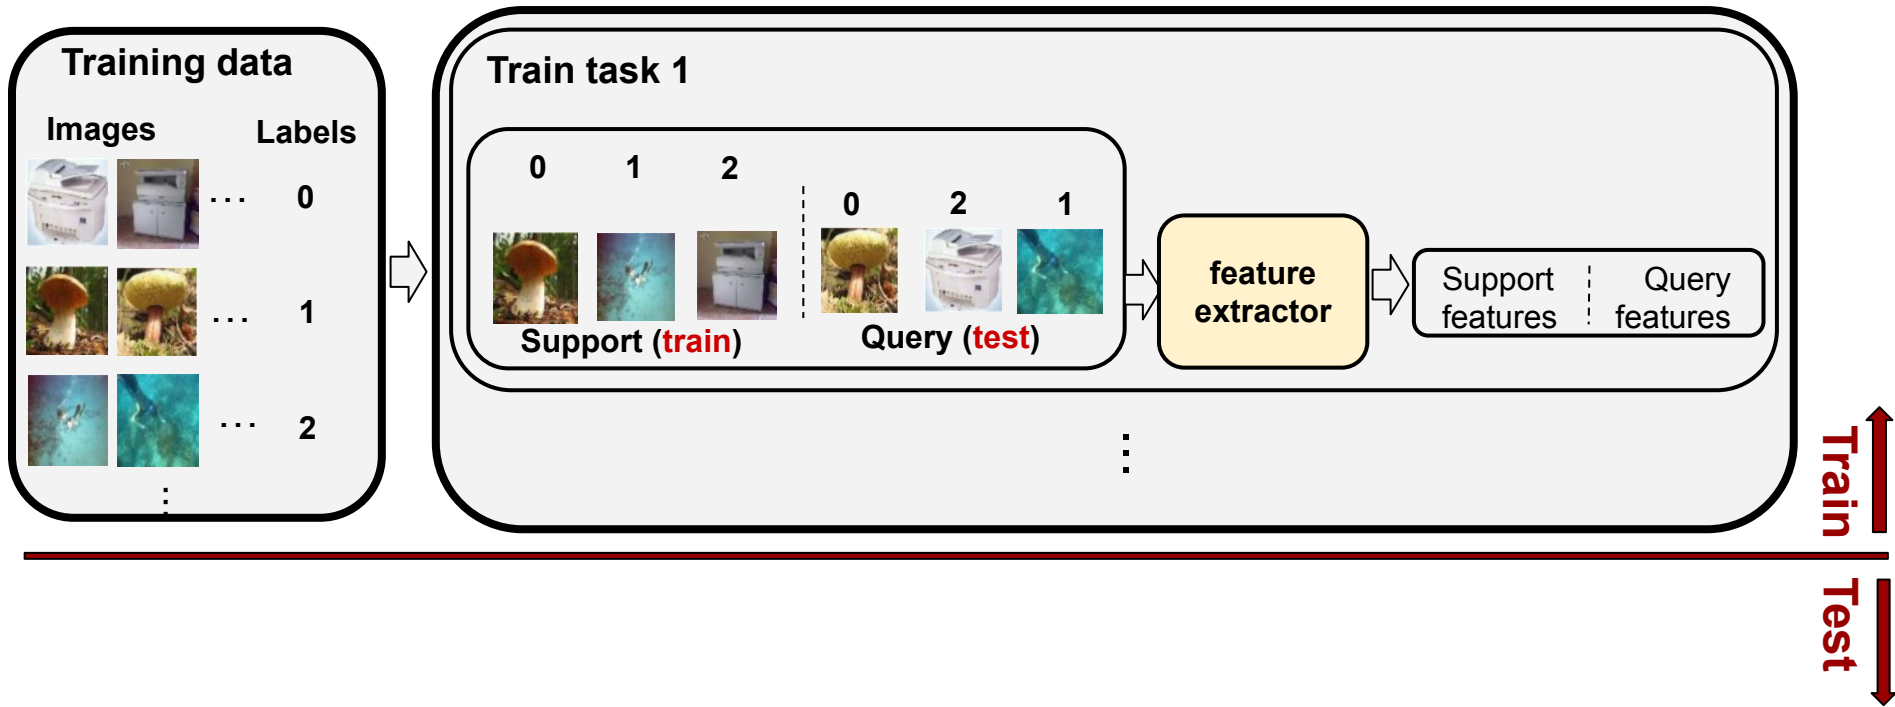 Training data
Images
Labels
... 0
... 1
... 2
⋮
Train task 1
0 1 2
0 2 1
Support (train)
Query (test)
feature
extractor
Support
features
Query
features
⋮
Train
Test